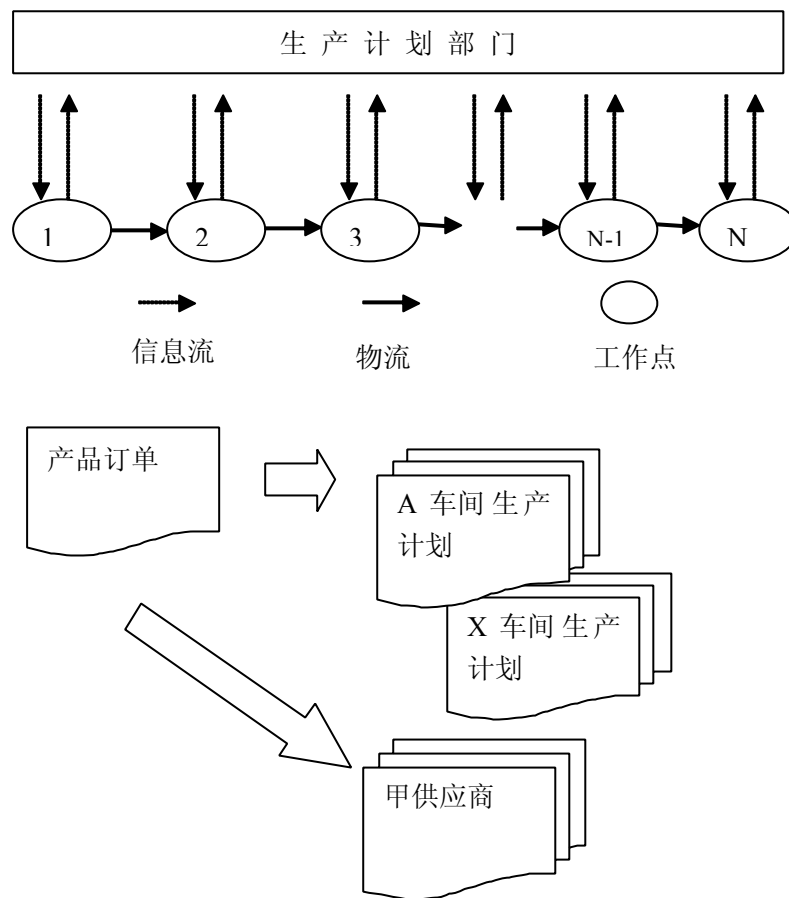 生产计划部门
1 2 3 N-1 N
信息流 物流 工作点
产品订单
A 车间生产
计划
X 车间生产
计划
甲供应商